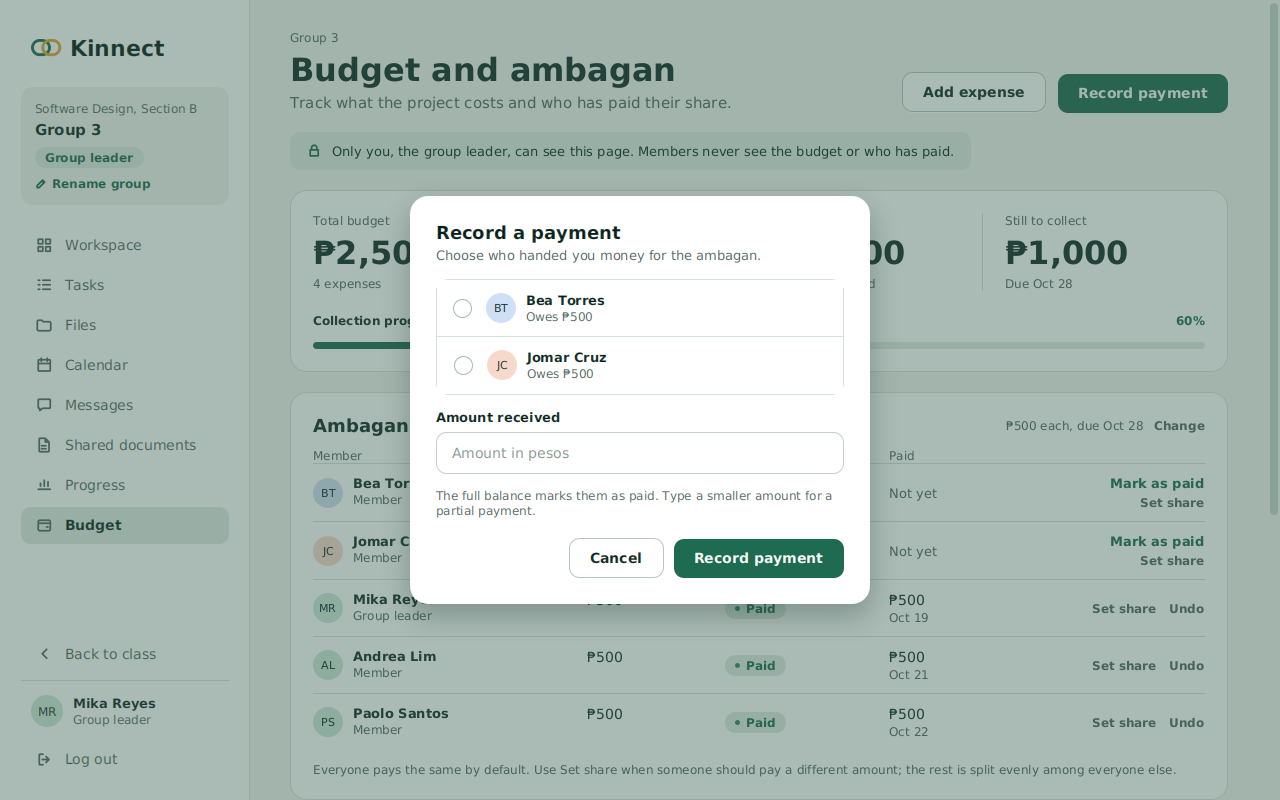 Kinnect
Software Design, Section B
Group 3
Group leader
Rename group
Workspace
Tasks
Files
Calendar
Messages
Shared documents
Progress
Budget
Back to class
MR
Mika Reyes
Group leader
Log out
Group 3
Budget and ambagan
Track what the project costs and who has paid their share.
Add expense
Record payment
Only you, the group leader, can see this page. Members never see the budget or who has paid.
Total budget
₱2,50
4 expenses
Still to collect
₱1,000
Due Oct 28
60%
Record a payment
Choose who handed you money for the ambagan.
BT
Bea Torres
Owes ₱500
JC
Jomar Cruz
Owes ₱500
Amount received
Amount in pesos
The full balance marks them as paid. Type a smaller amount for a
partial payment.
Cancel
Record payment
Ambagan
₱500 each, due Oct 28
Change
Member
Paid
BT
Bea Tor
Member
Not yet
Mark as paid
Set share
JC
Jomar C
Member
Not yet
Mark as paid
Set share
MR
Mika Rey
Group leader
Paid
₱500
Oct 19
Set share
Undo
AL
Andrea Lim
Member
₱500
Paid
₱500
Oct 21
Set share
Undo
PS
Paolo Santos
Member
₱500
Paid
₱500
Oct 22
Set share
Undo
Everyone pays the same by default. Use Set share when someone should pay a different amount; the rest is split evenly among everyone else.